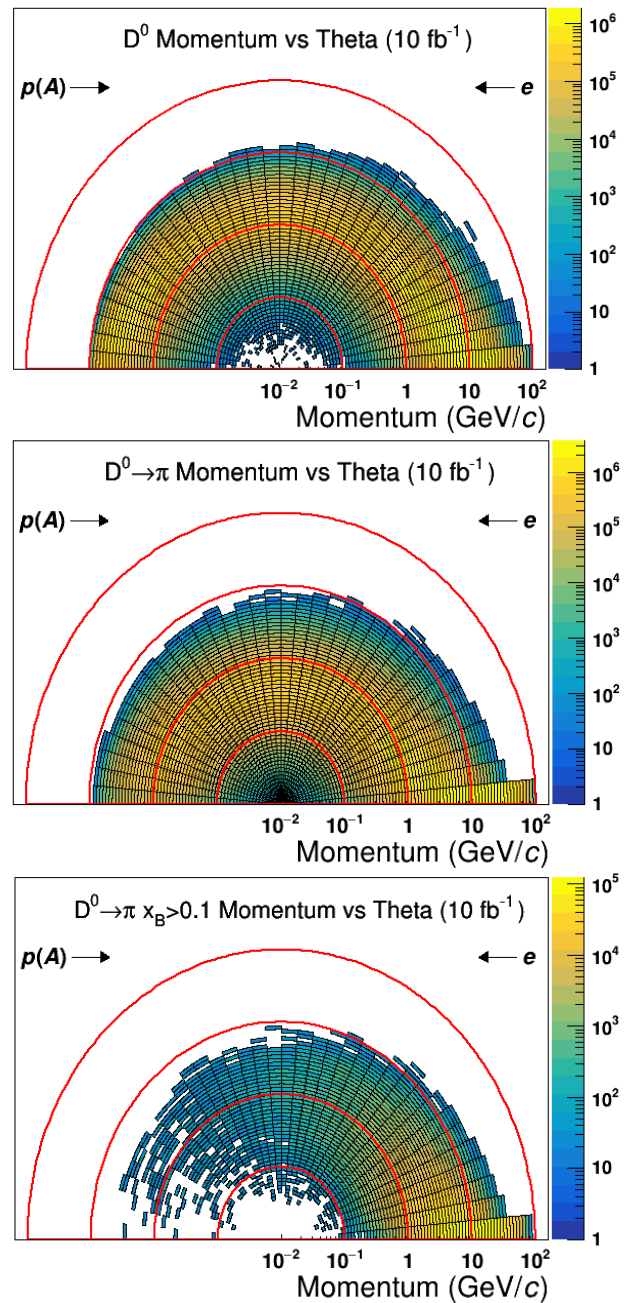 D⁰ Momentum vs Theta (10 fb⁻¹)
p(A) → ← e
10⁶
10⁵
10⁴
10³
10²
10
1
10⁻² 10⁻¹ 1 10 10²
Momentum (GeV/c)
D⁰→π Momentum vs Theta (10 fb⁻¹)
p(A) → ← e
10⁶
10⁵
10⁴
10³
10²
10
1
10⁻² 10⁻¹ 1 10 10²
Momentum (GeV/c)
D⁰→π x_B>0.1 Momentum vs Theta (10 fb⁻¹)
p(A) → ← e
10⁵
10⁴
10³
10²
10
1
10⁻² 10⁻¹ 1 10 10²
Momentum (GeV/c)